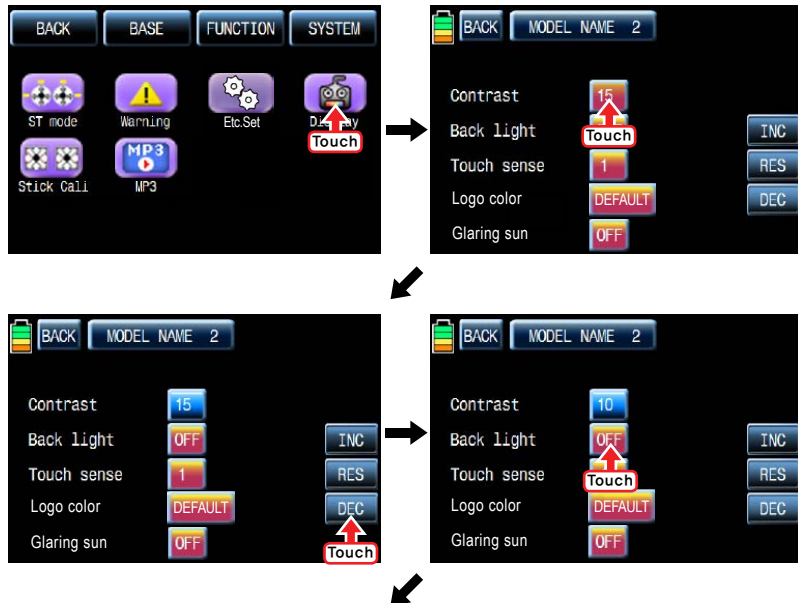 BACK BASE FUNCTION SYSTEM
ST mode Warning Etc.Set
Touch
MP3
Stick Cali MP3
BACK MODEL NAME 2
Contrast 15
Back light Touch INC
Touch sense 1 RES
Logo color DEFAULT DEC
Glaring sun OFF
BACK MODEL NAME 2
Contrast 15
Back light OFF INC
Touch sense 1 RES
Logo color DEFAULT DEC
Glaring sun OFF Touch
BACK MODEL NAME 2
Contrast 10
Back light OFF INC
Touch sense Touch RES
Logo color DEFAULT DEC
Glaring sun OFF